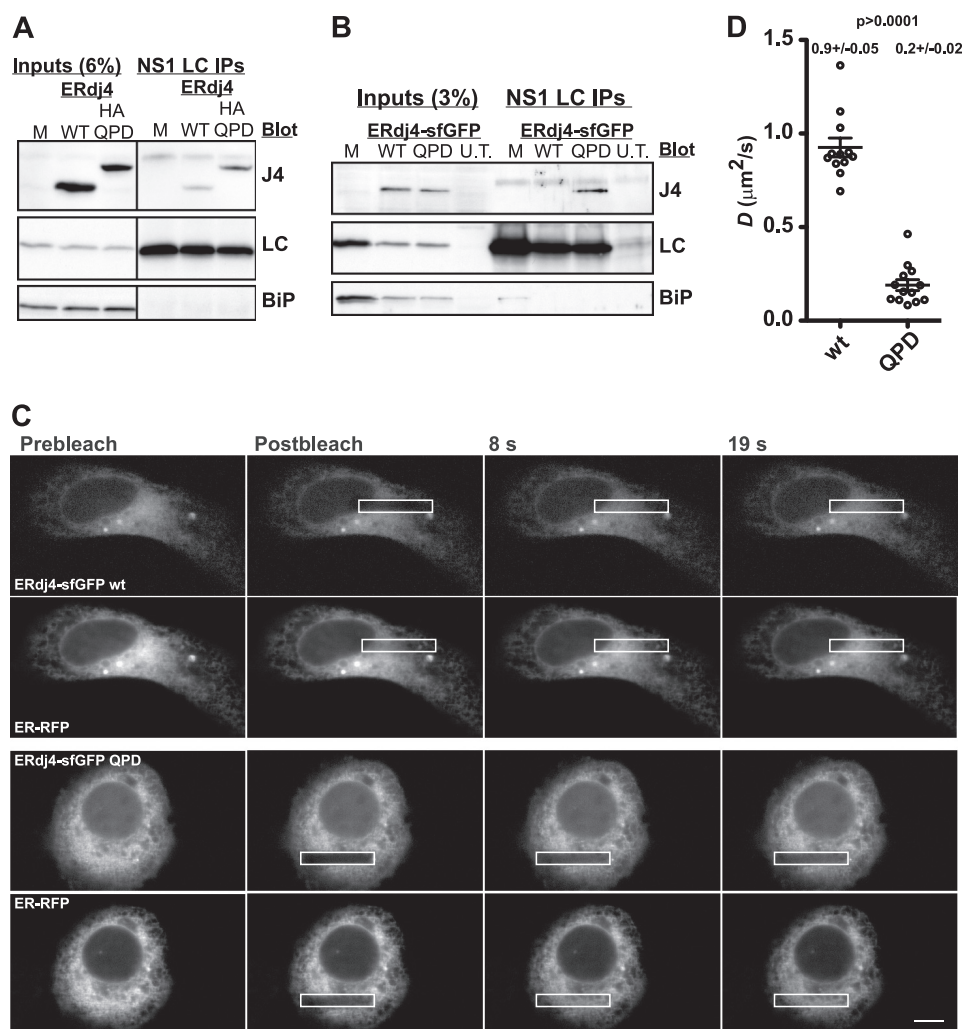 A
Inputs (6%) NS1 LC IPs
ERdj4 ERdj4
HA HA
M WT QPD M WT QPD Blot
J4
LC
BiP
B
Inputs (3%) NS1 LC IPs
ERdj4-sfGFP ERdj4-sfGFP
M WT QPD U.T. M WT QPD U.T. Blot
J4
LC
BiP
D
p>0.0001
0.9+/-0.05 0.2+/-0.02
1.5
1.0
0.5
0.0
D (μm²/s)
wt QPD
C
Prebleach Postbleach 8 s 19 s
ERdj4-sfGFP wt
ER-RFP
ERdj4-sfGFP QPD
ER-RFP